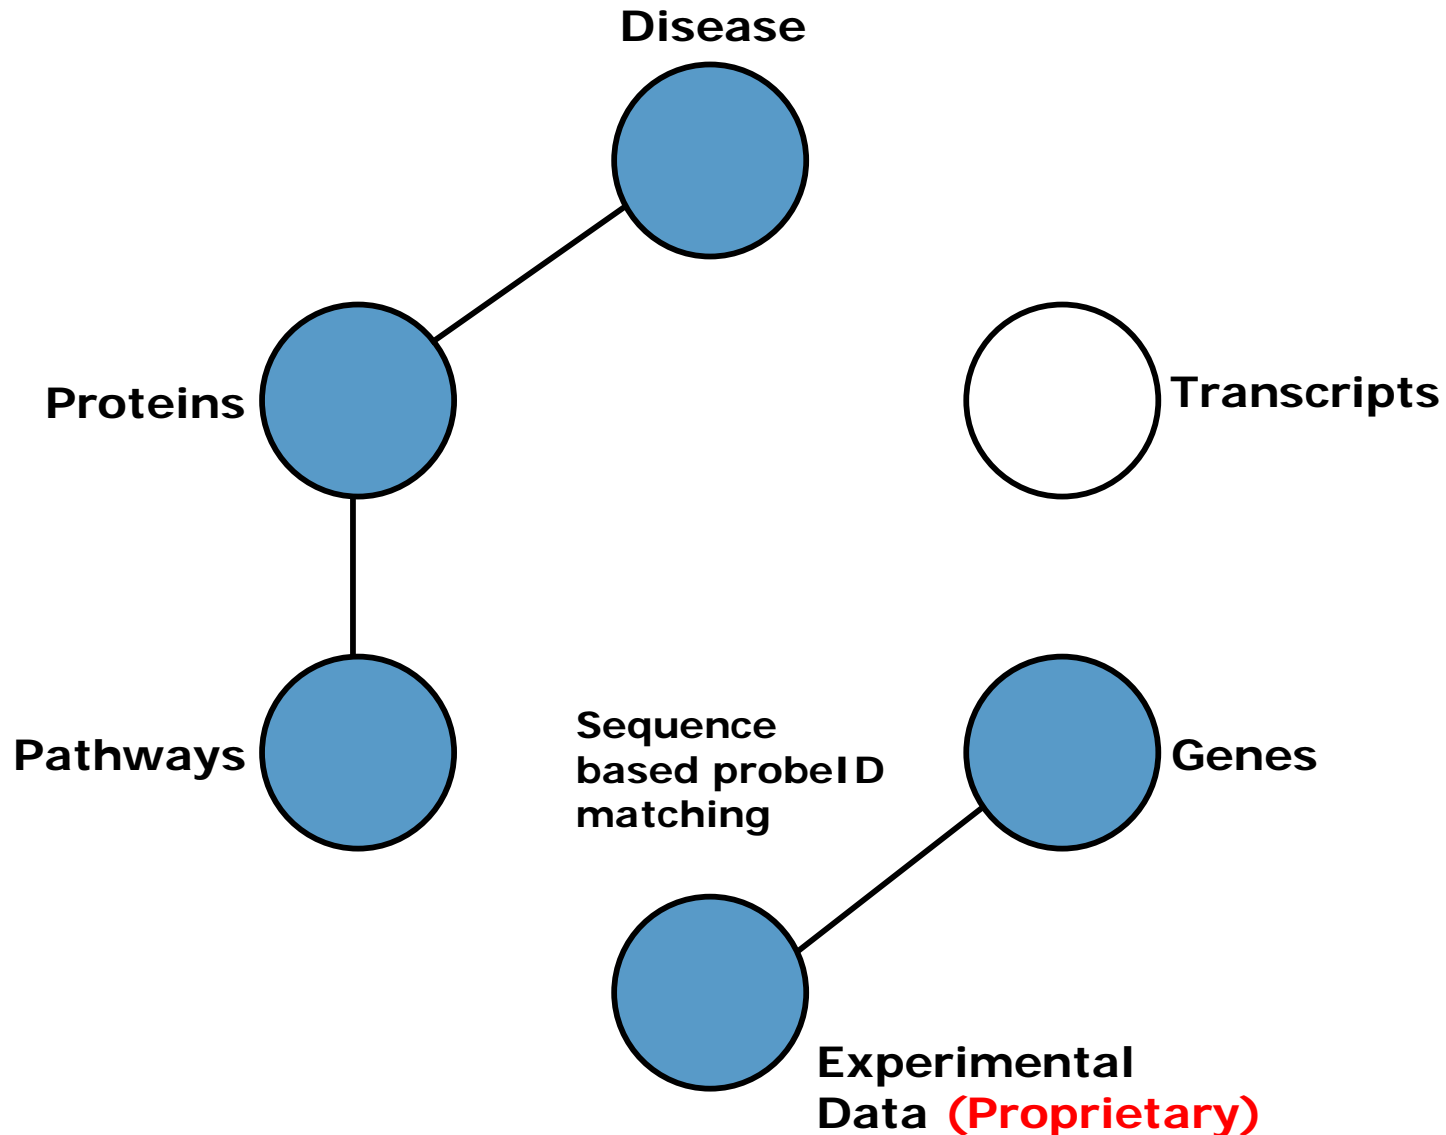 Disease
Proteins
Transcripts
Pathways
Sequence
based probeID
matching
Genes
Experimental
Data (Proprietary)